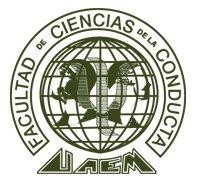 FACULTAD DE CIENCIAS DE LA CONDUCTA
UAEM